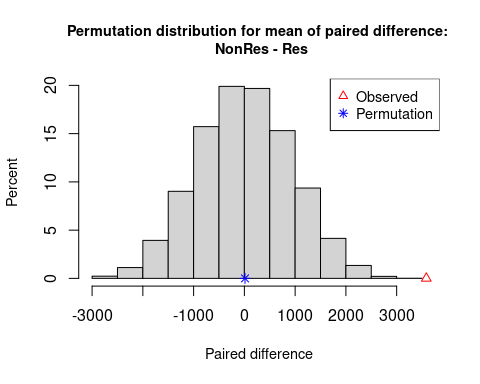 Permutation distribution for mean of paired difference:
NonRes - Res
Observed
Permutation
Percent
20
15
10
5
0
-3000
-1000
0
1000
2000
3000
Paired difference